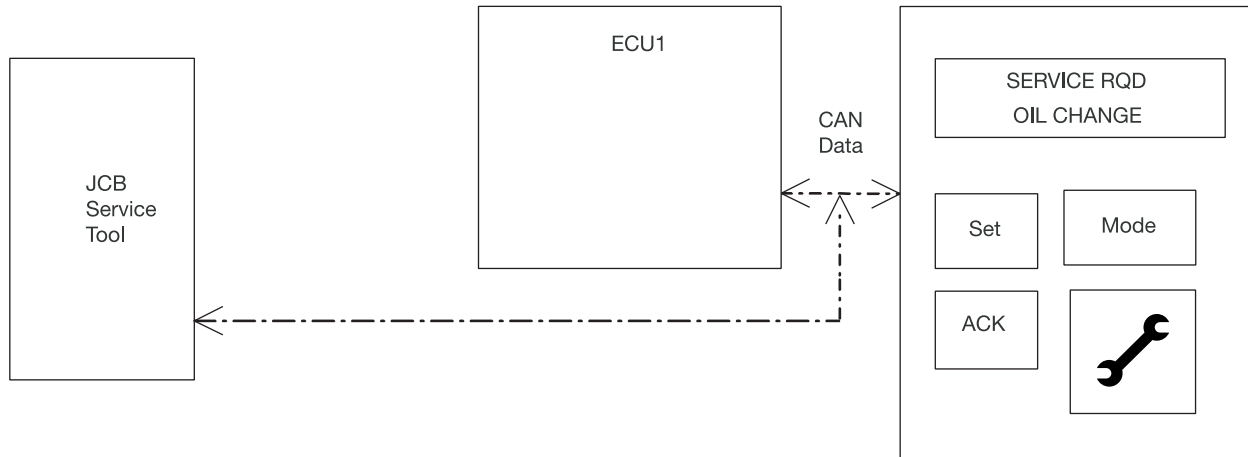 ECU1
SERVICE RQD
OIL CHANGE
CAN
Data
JCB
Service
Tool
Set
Mode
ACK